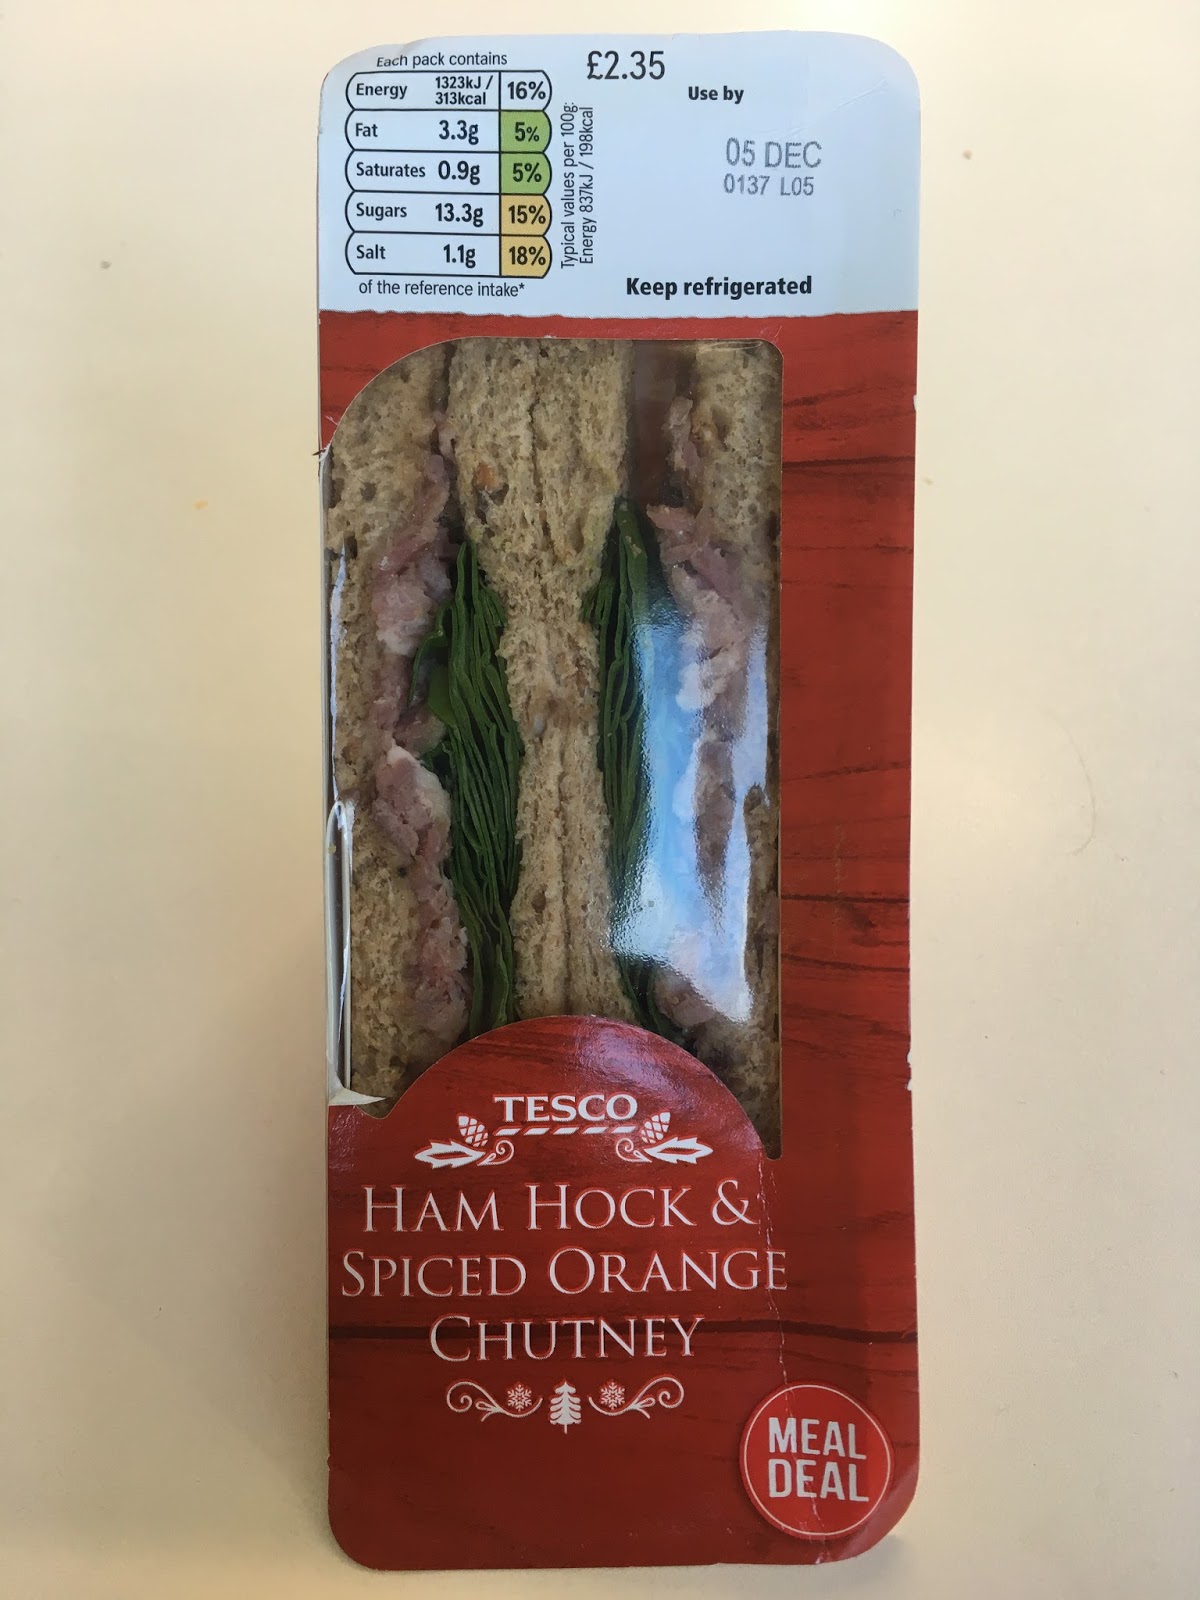 Each pack contains
Energy 1323kJ / 313kcal 16%
Fat 3.3g 5%
Saturates 0.9g 5%
Sugars 13.3g 15%
Salt 1.1g 18%
of the reference intake*
Typical values per 100g:
Energy 837kJ / 198kcal
£2.35
Use by
05 DEC
0137 L05
Keep refrigerated
TESCO
HAM HOCK &
SPICED ORANGE
CHUTNEY
MEAL
DEAL